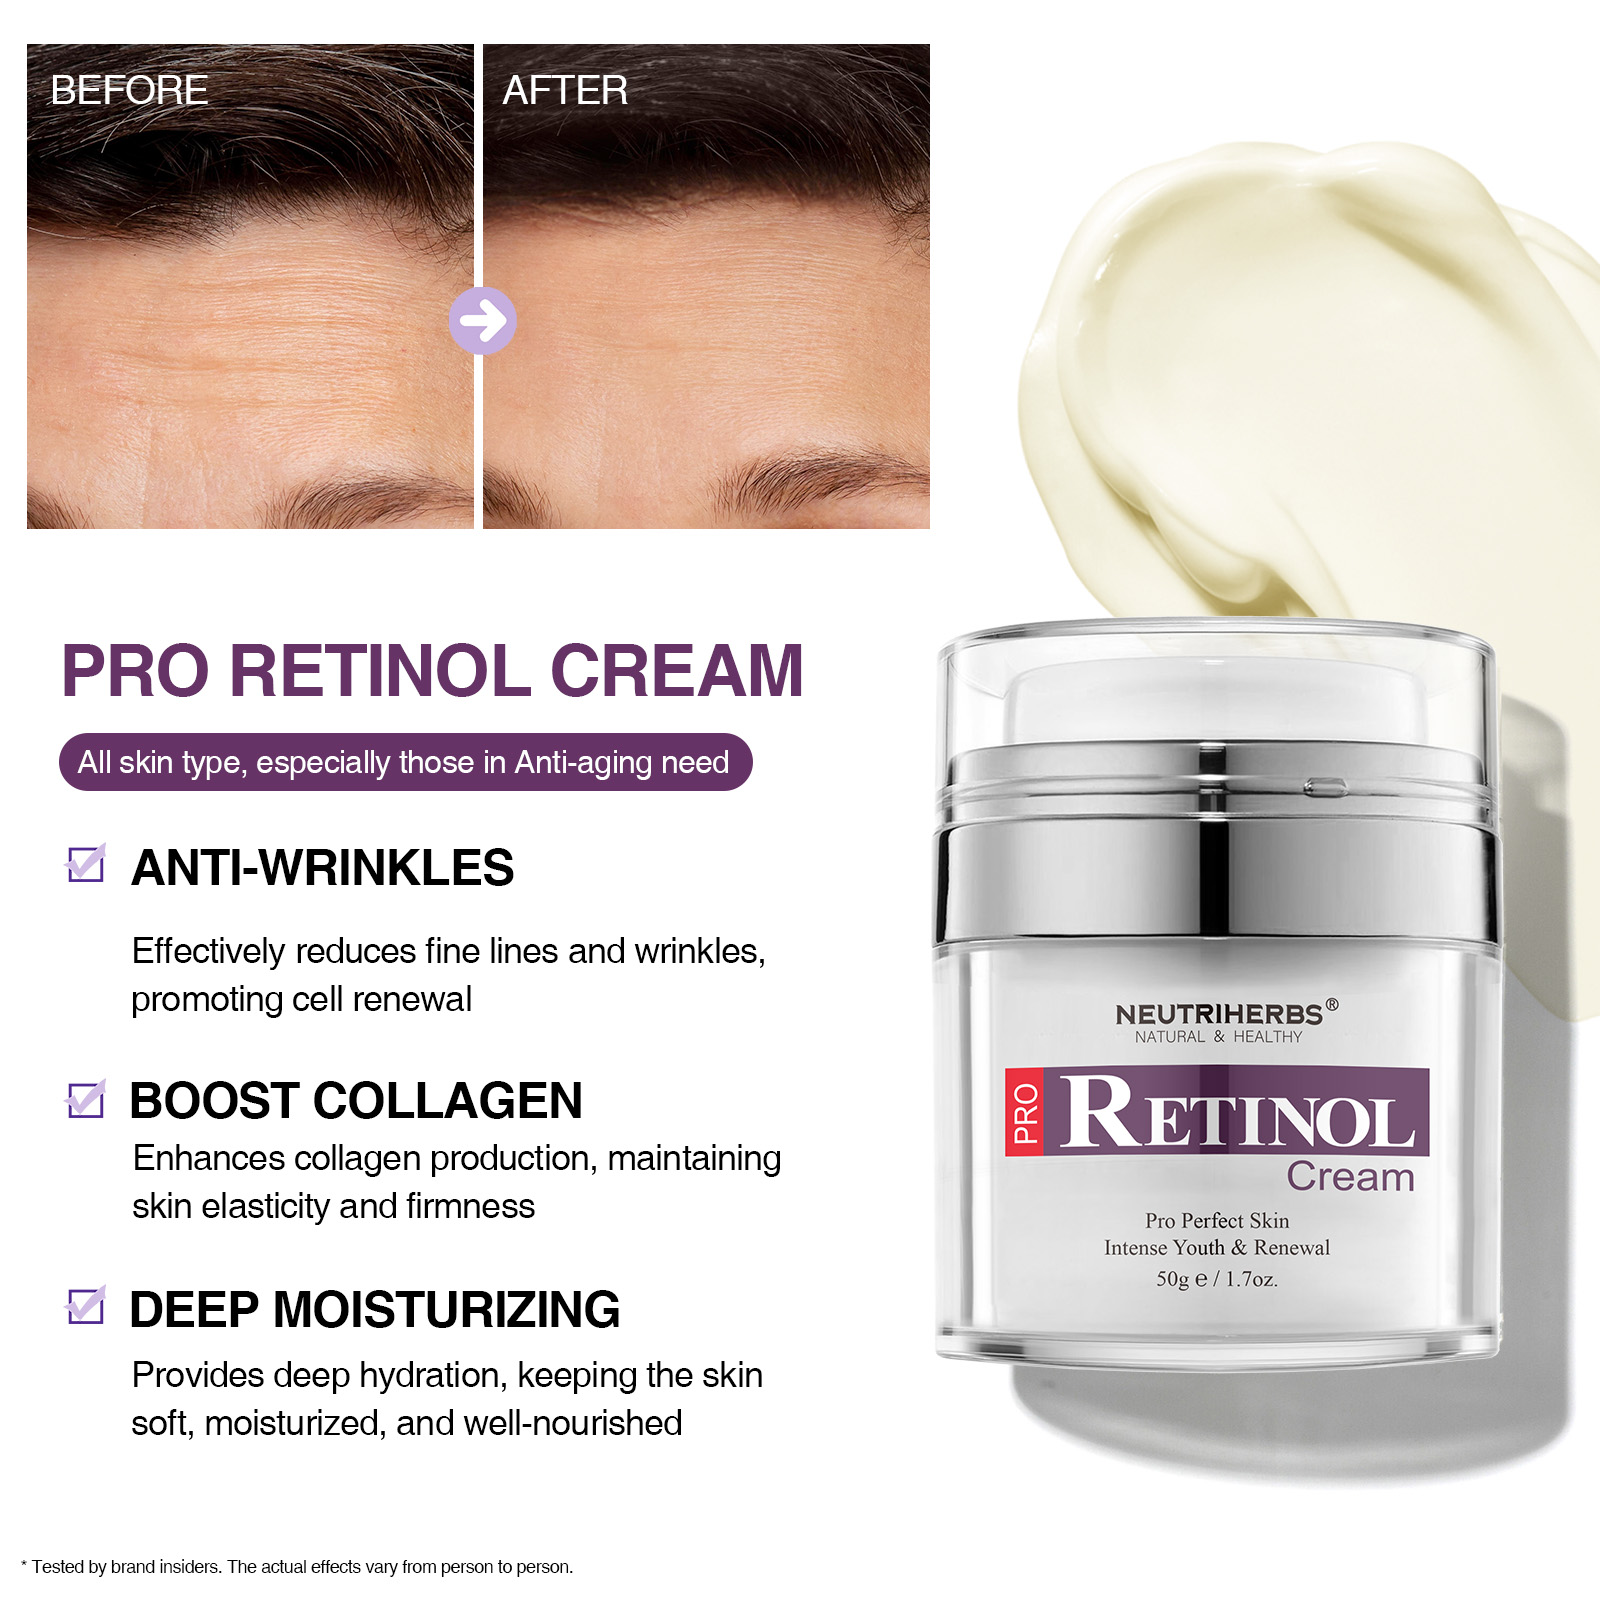 BEFORE
AFTER
PRO RETINOL CREAM
All skin type, especially those in Anti-aging need
ANTI-WRINKLES
Effectively reduces fine lines and wrinkles,
promoting cell renewal
BOOST COLLAGEN
Enhances collagen production, maintaining
skin elasticity and firmness
DEEP MOISTURIZING
Provides deep hydration, keeping the skin
soft, moisturized, and well-nourished
NEUTRIHERBS®
NATURAL & HEALTHY
PRO
RETINOL
Cream
Pro Perfect Skin
Intense Youth & Renewal
50g ℮ / 1.7oz.
* Tested by brand insiders. The actual effects vary from person to person.